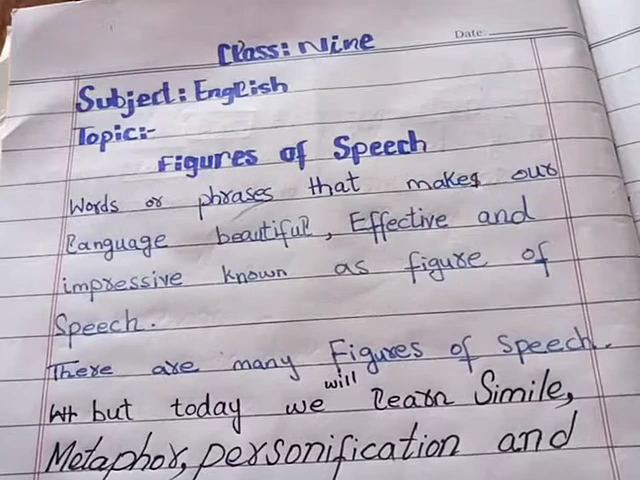 Class: Nine
Date:
Subject: English
Topic:-
Figures of Speech
Words or phrases that makes our
language beautiful, Effective and
impressive known as figure of
Speech.
There are many Figures of speech.
but today we will learn Simile,
Metaphor, personification and